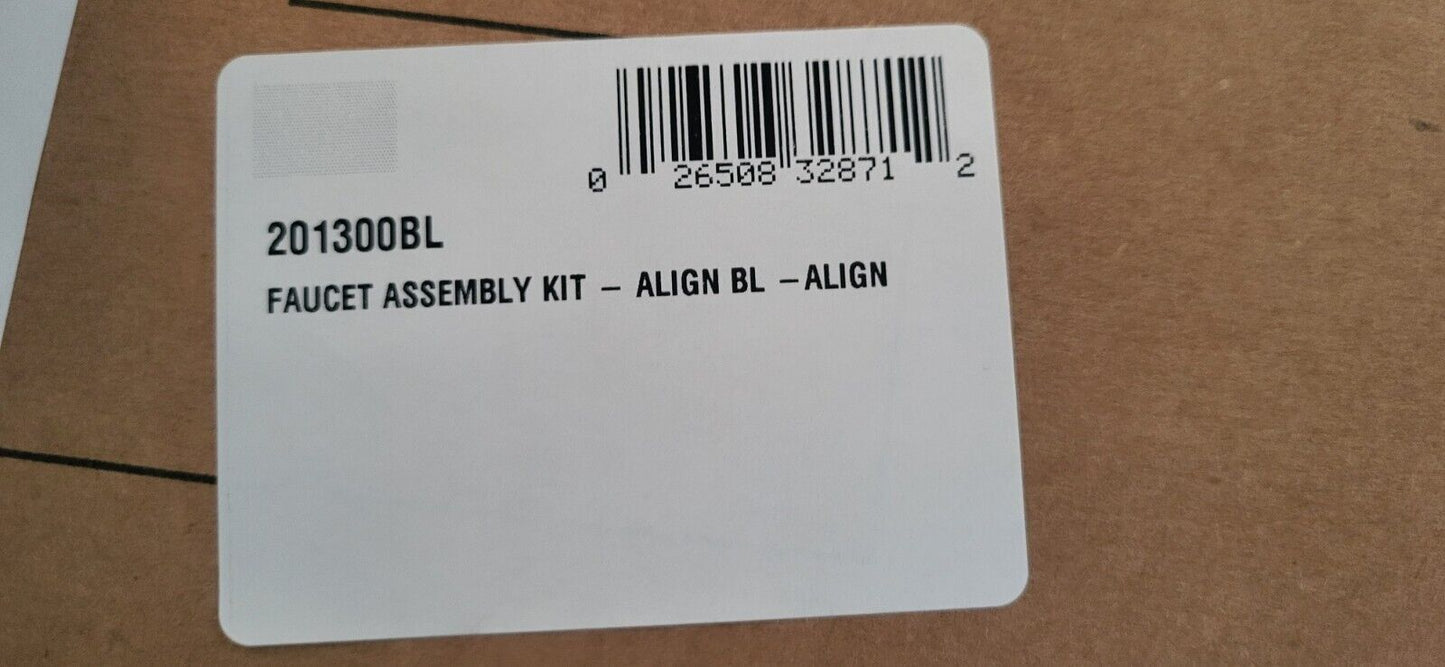 0 26508 32871 2
201300BL
FAUCET ASSEMBLY KIT – ALIGN BL –ALIGN